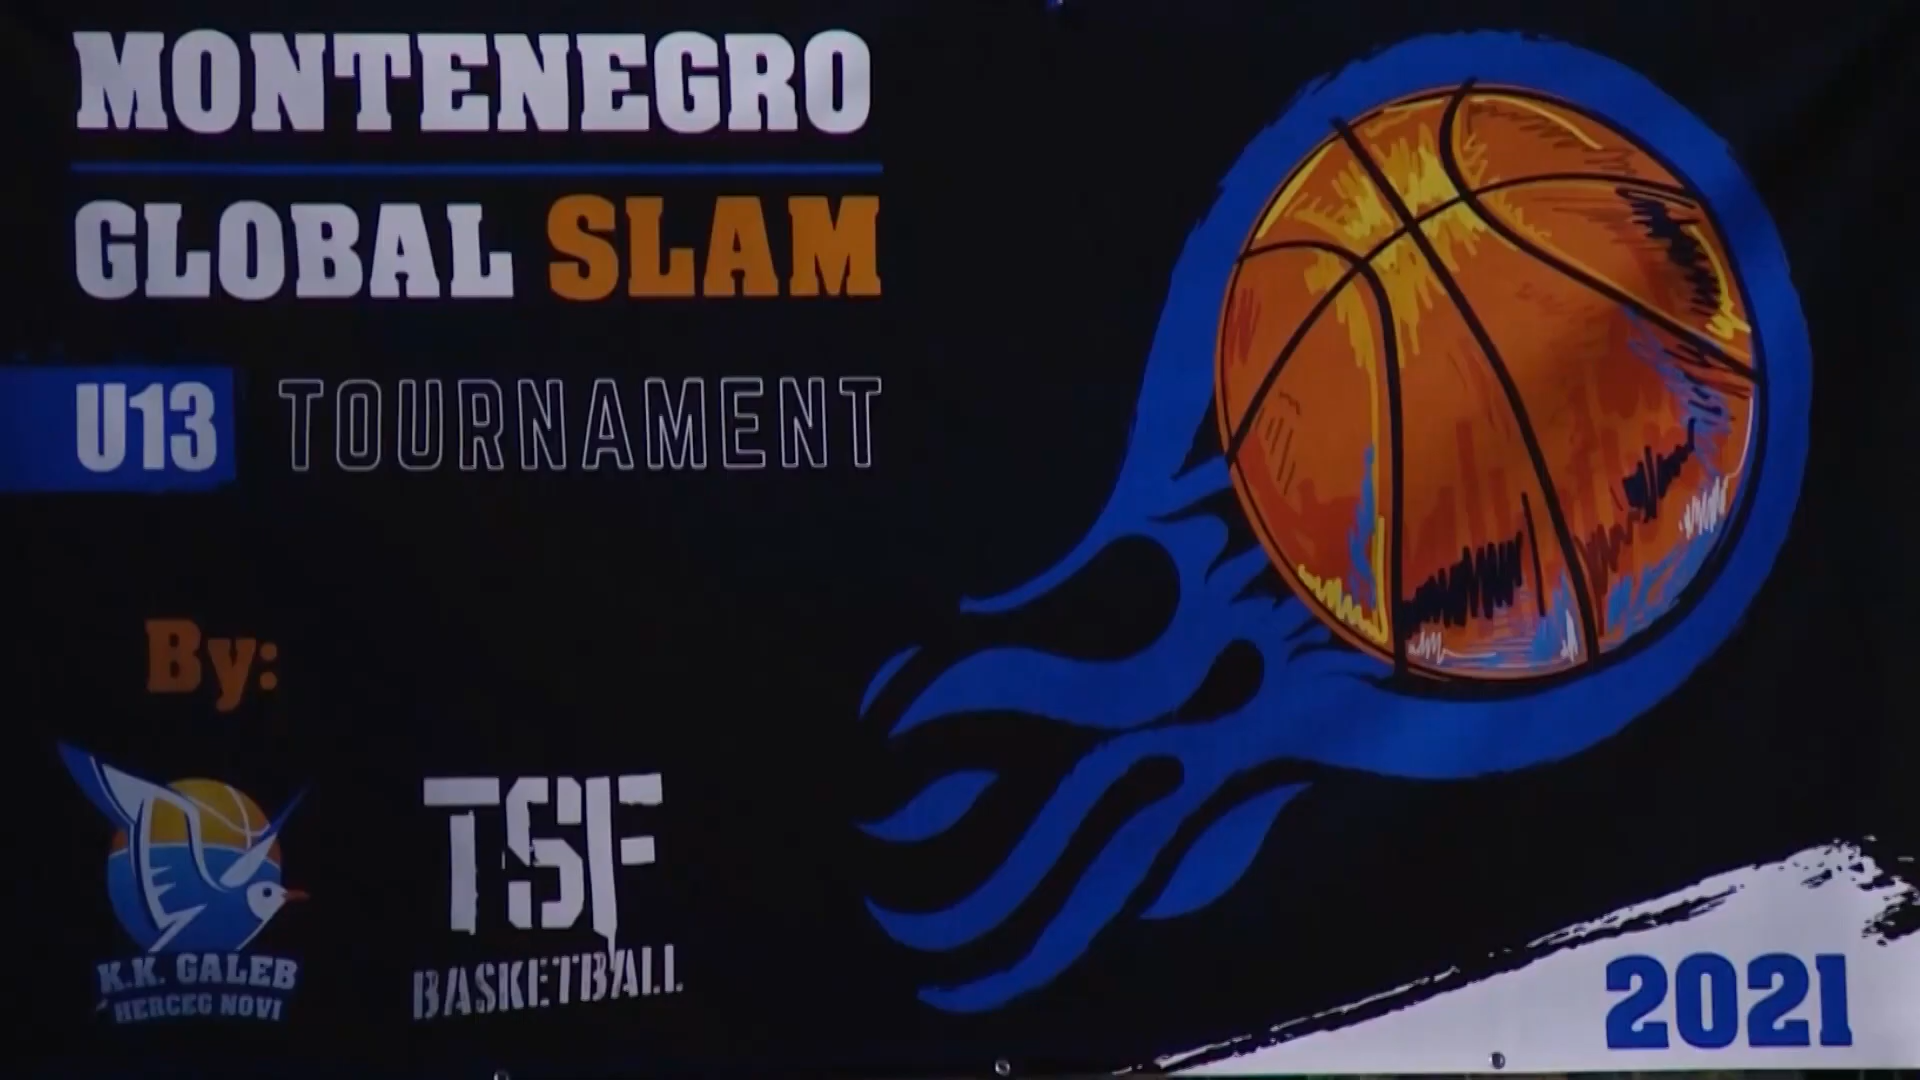 MONTENEGRO
GLOBAL SLAM
U13 TOURNAMENT
By:
K.K. GALEB
HERCEG NOVI
TSF
BASKETBALL
2021